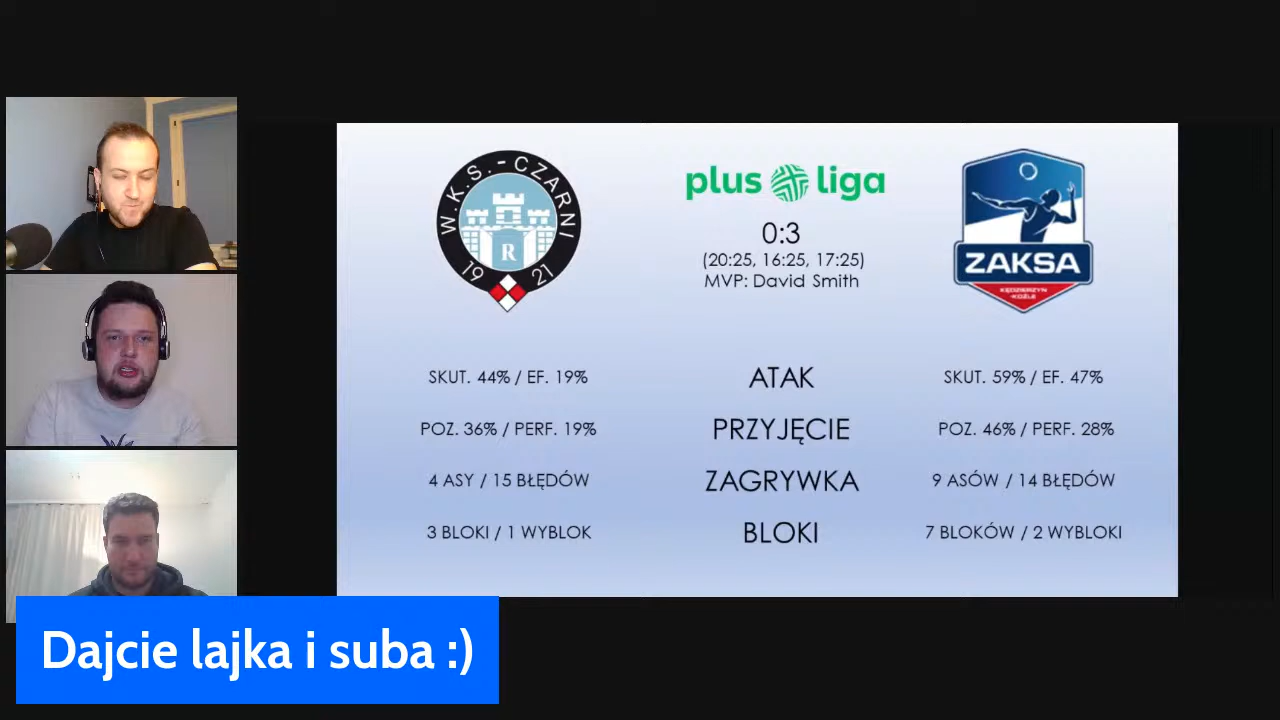 W.K.S.-CZARNI
R
19 21
plus liga
0:3
(20:25, 16:25, 17:25)
MVP: David Smith
ZAKSA
KĘDZIERZYN
-KOŹLE
SKUT. 44% / EF. 19%
ATAK
SKUT. 59% / EF. 47%
POZ. 36% / PERF. 19%
PRZYJĘCIE
POZ. 46% / PERF. 28%
4 ASY / 15 BŁĘDÓW
ZAGRYWKA
9 ASÓW / 14 BŁĘDÓW
3 BLOKI / 1 WYBLOK
BLOKI
7 BLOKÓW / 2 WYBLOKI
Dajcie lajka i suba :)